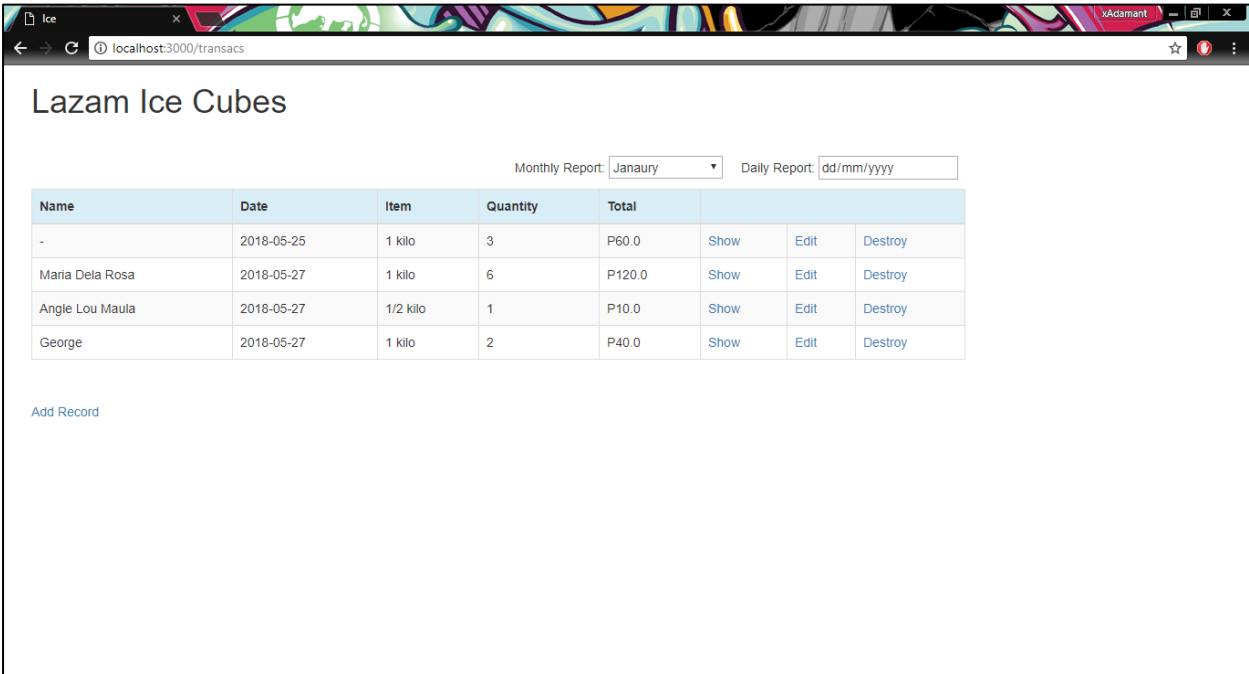 Ice
xAdamant
localhost:3000/transacs
Lazam Ice Cubes
Monthly Report: Janaury Daily Report: dd/mm/yyyy
Name Date Item Quantity Total
- 2018-05-25 1 kilo 3 P60.0 Show Edit Destroy
Maria Dela Rosa 2018-05-27 1 kilo 6 P120.0 Show Edit Destroy
Angle Lou Maula 2018-05-27 1/2 kilo 1 P10.0 Show Edit Destroy
George 2018-05-27 1 kilo 2 P40.0 Show Edit Destroy
Add Record